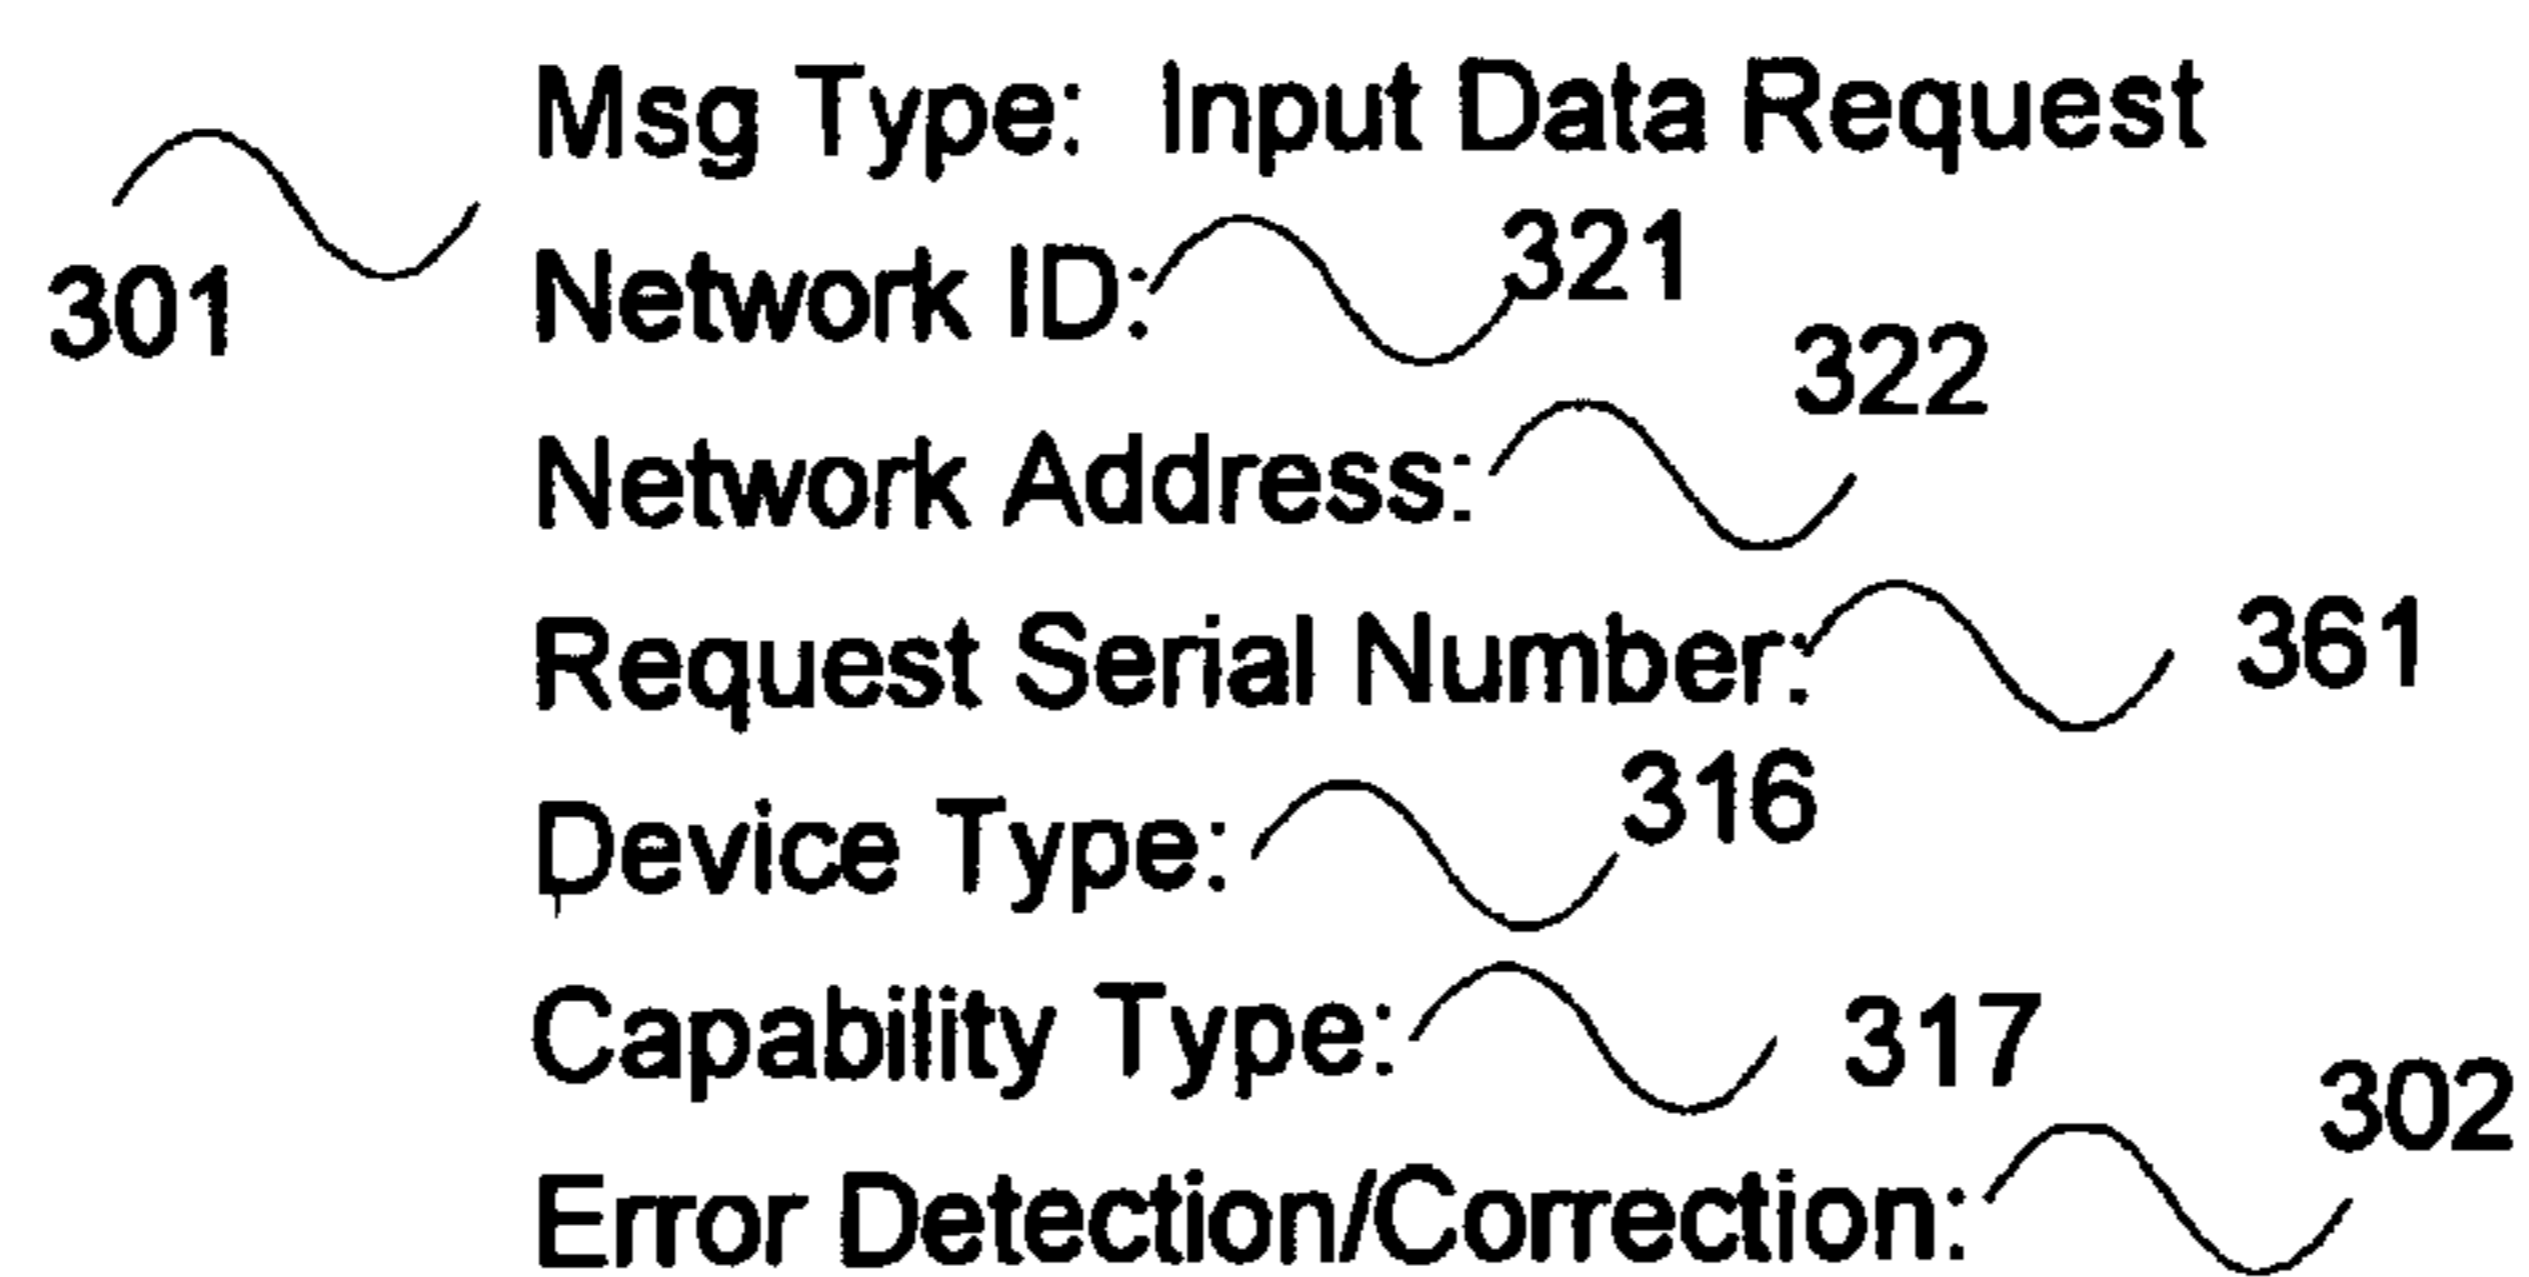 Msg Type: Input Data Request
301
Network ID: 321
Network Address: 322
Request Serial Number: 361
Device Type: 316
Capability Type: 317
Error Detection/Correction: 302